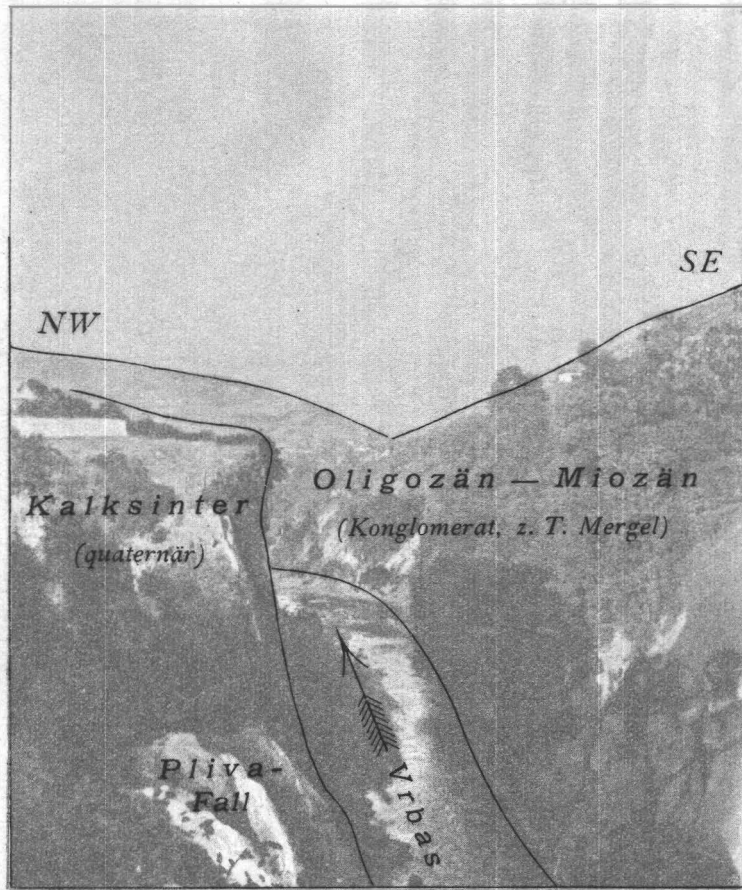 SE
NW
Oligozän — Miozän
(Konglomerat, z. T. Mergel)
Kalksinter
(quaternär)
Pliva-
Fall
Vrbas